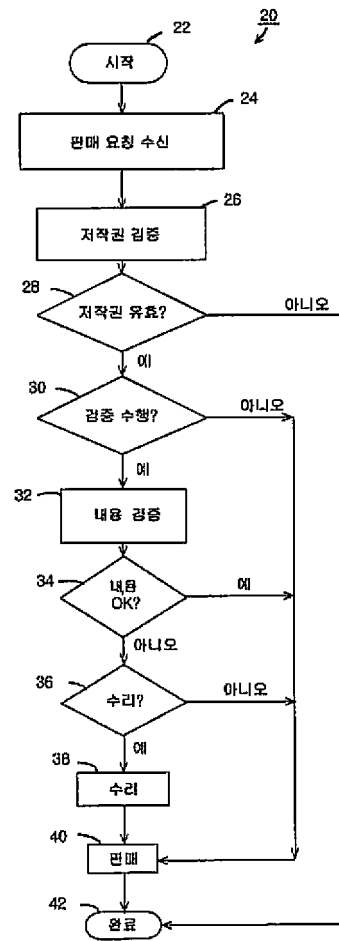 20
22
시작
24
판매 요청 수신
26
저작권 검증
28
저작권 유효?
아니오
예
30
검증 수행?
아니오
예
32
내용 검증
34
내용
OK?
예
아니오
36
수리?
아니오
예
38
수리
40
판매
42
완료